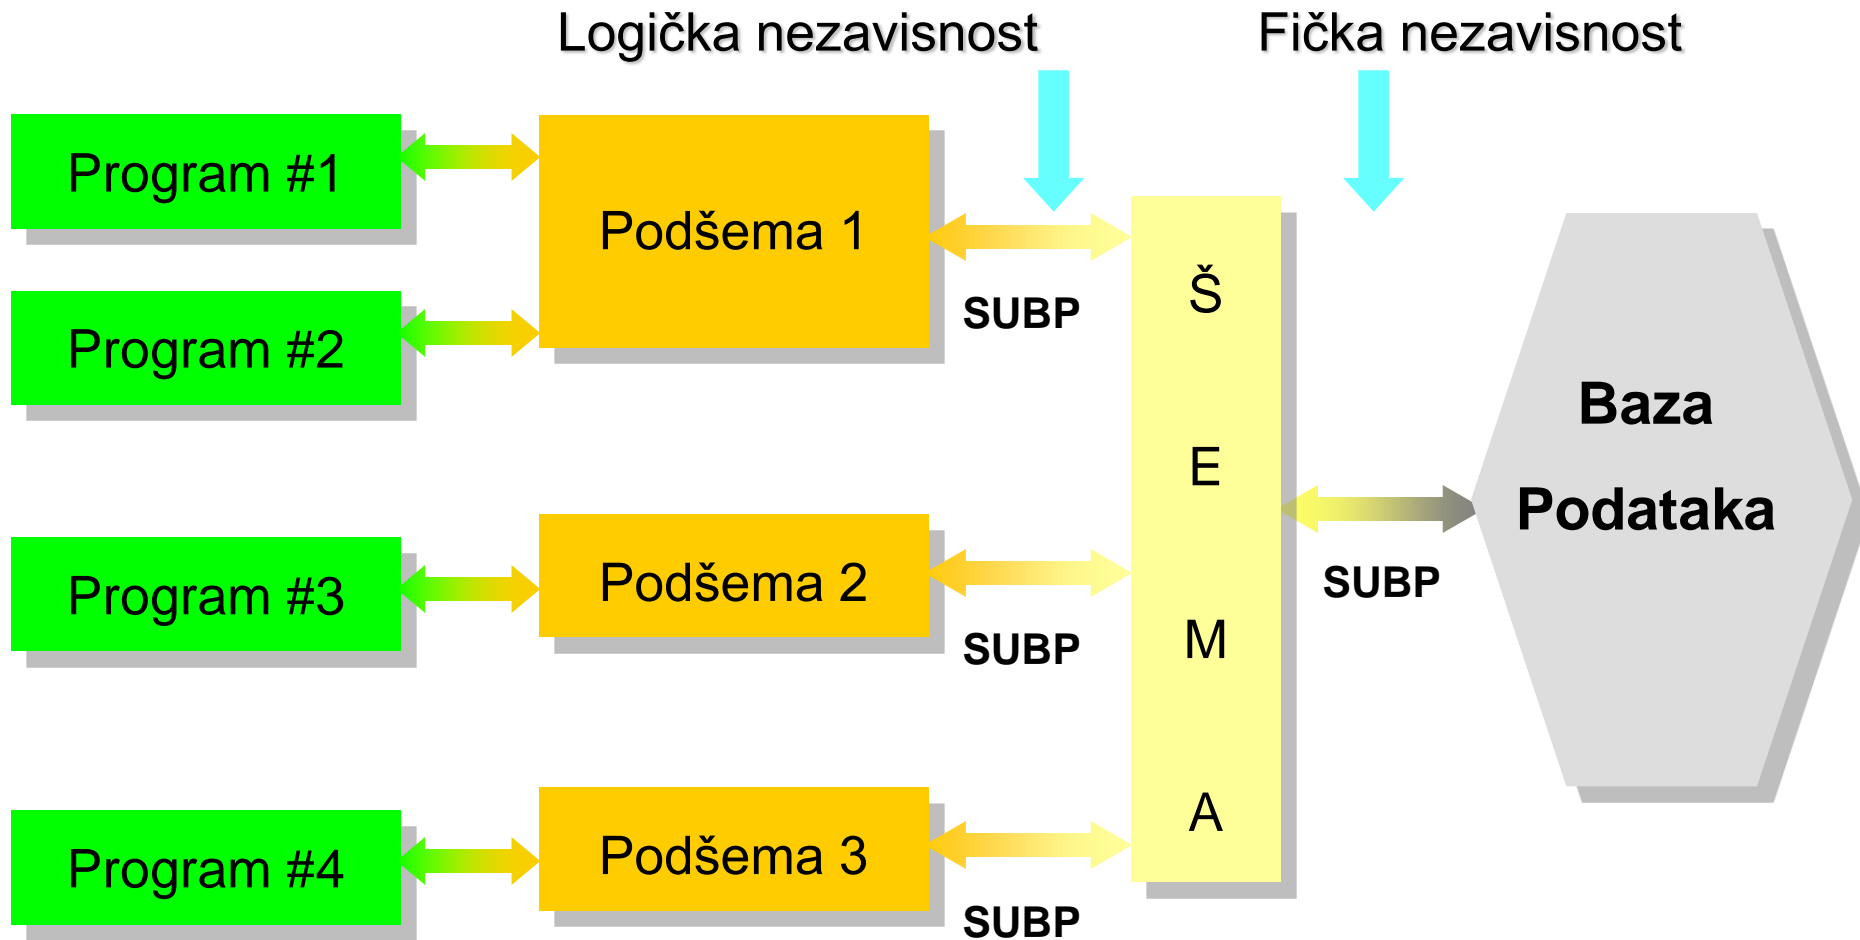 Logička nezavisnost
Fička nezavisnost
Program #1
Program #2
Program #3
Program #4
Podšema 1
Podšema 2
Podšema 3
SUBP
SUBP
SUBP
Š
E
M
A
SUBP
Baza
Podataka